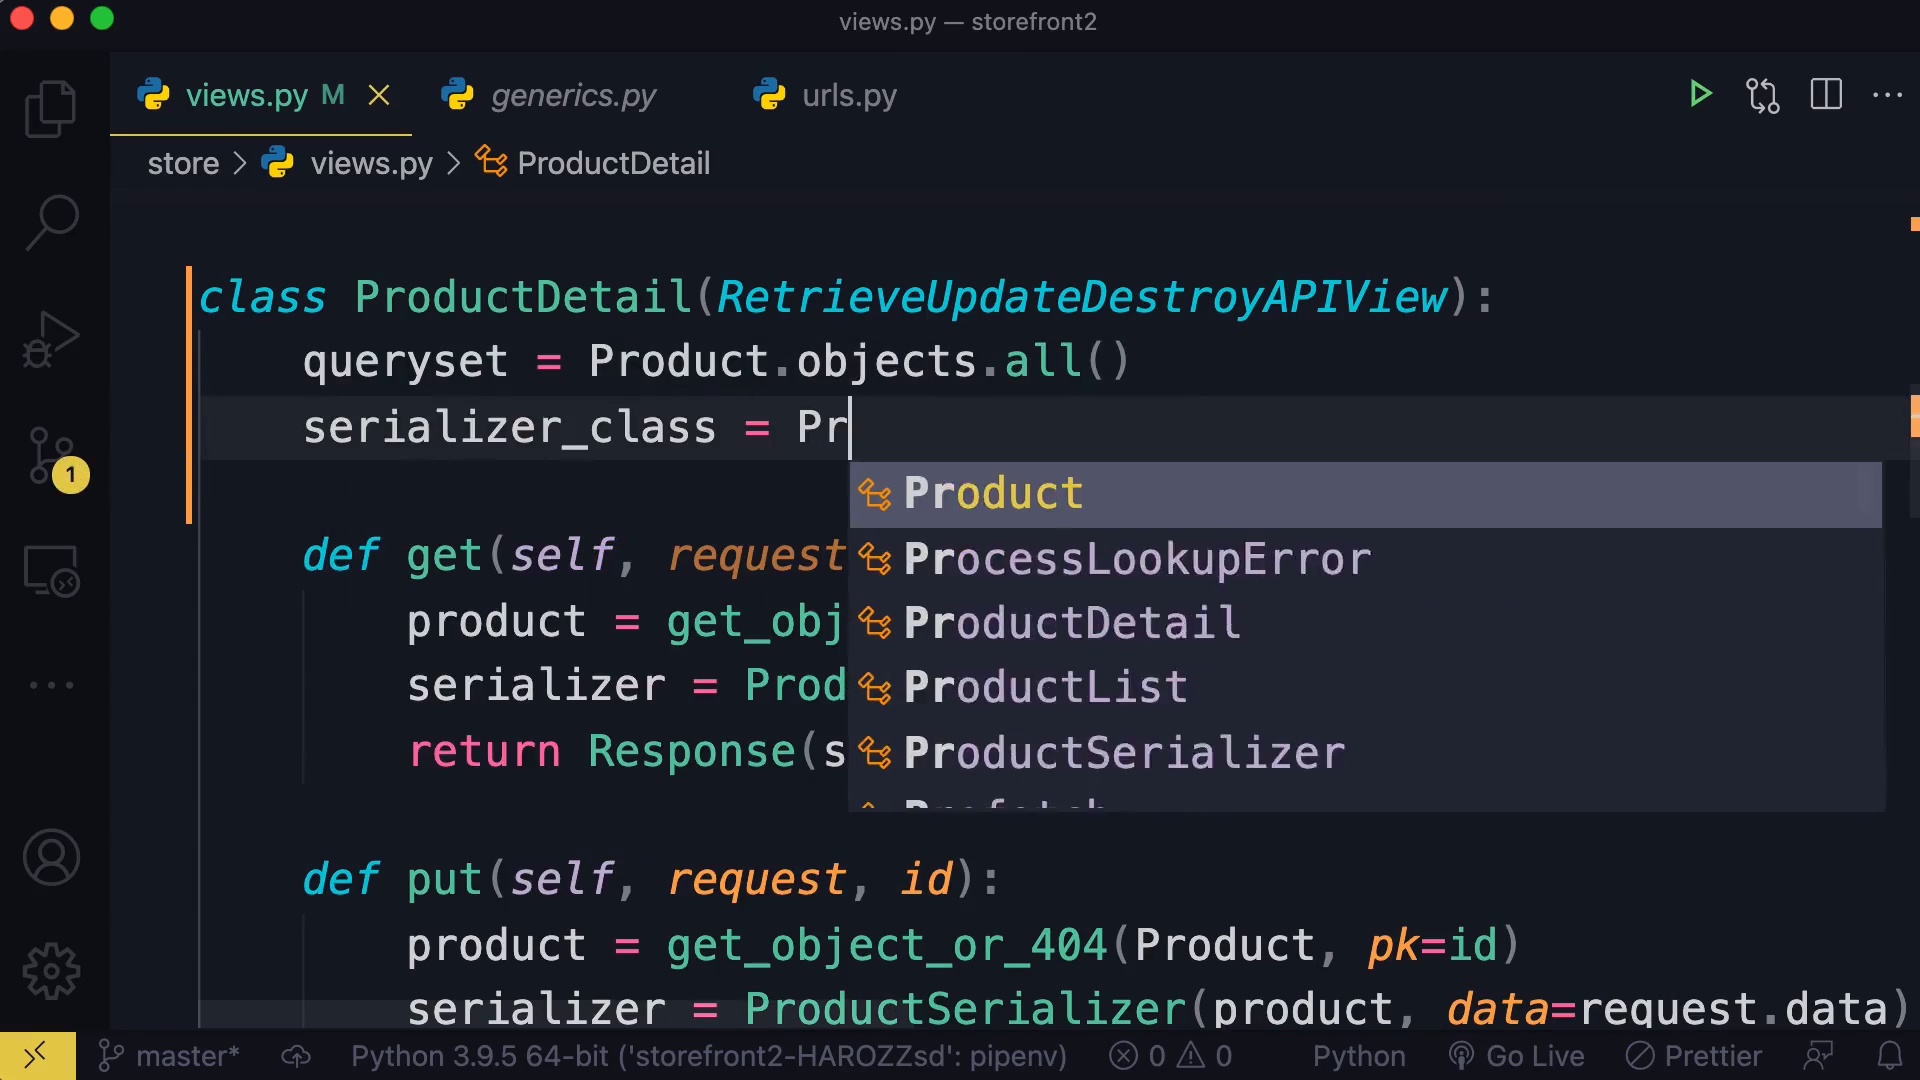 views.py — storefront2
views.py M generics.py urls.py
store > views.py > ProductDetail
class ProductDetail(RetrieveUpdateDestroyAPIView):
queryset = Product.objects.all()
serializer_class = Pr
Product
def get(self, request
ProcessLookupError
product = get_obj
ProductDetail
serializer = Prod
ProductList
return Response(s
ProductSerializer
def put(self, request, id):
product = get_object_or_404(Product, pk=id)
serializer = ProductSerializer(product, data=request.data)
1
master* Python 3.9.5 64-bit ('storefront2-HAROZZsd': pipenv) 0 0 Python Go Live Prettier